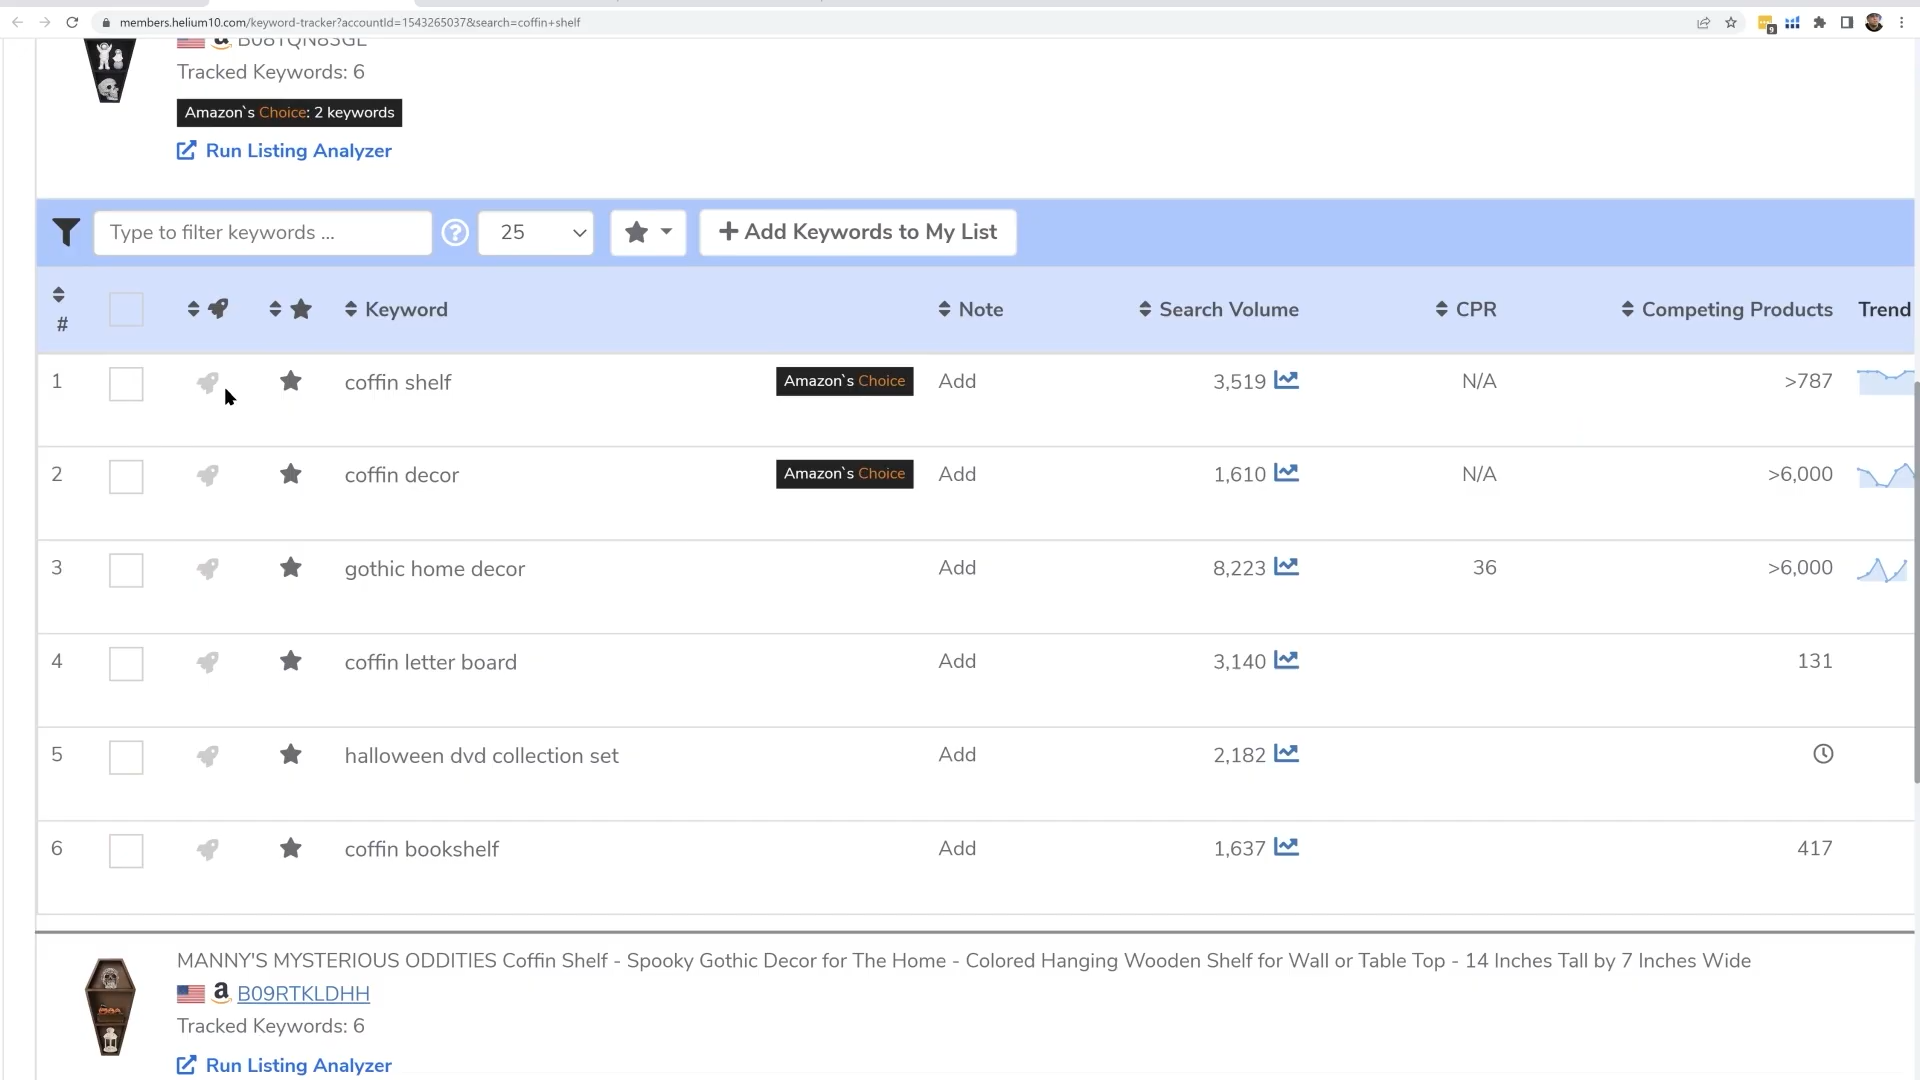 members.helium10.com/keyword-tracker?accountId=1543265037&search=coffin+shelf
9
B081QN83GL
Tracked Keywords: 6
Amazon`s Choice: 2 keywords
Run Listing Analyzer
Type to filter keywords ...
?
25
Add Keywords to My List
# Keyword Note Search Volume CPR Competing Products Trend
1 coffin shelf Amazon`s Choice Add 3,519 N/A >787
2 coffin decor Amazon`s Choice Add 1,610 N/A >6,000
3 gothic home decor Add 8,223 36 >6,000
4 coffin letter board Add 3,140 131
5 halloween dvd collection set Add 2,182
6 coffin bookshelf Add 1,637 417
MANNY'S MYSTERIOUS ODDITIES Coffin Shelf - Spooky Gothic Decor for The Home - Colored Hanging Wooden Shelf for Wall or Table Top - 14 Inches Tall by 7 Inches Wide
a B09RTKLDHH
Tracked Keywords: 6
Run Listing Analyzer